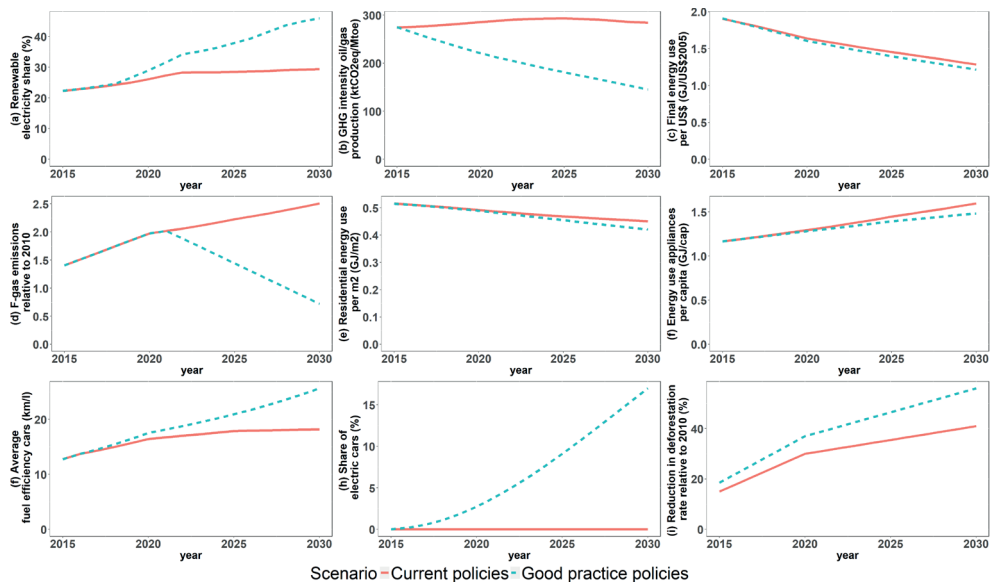 (a) Renewable
electricity share (%)
40
30
20
10
0
2015 2020 2025 2030
year
(b) GHG intensity oil/gas
production (ktCO2eq/Mtoe)
300
200
100
0
2015 2020 2025 2030
year
(c) Final energy use
per US$ (GJ/US$2005)
2.0
1.5
1.0
0.5
0.0
2015 2020 2025 2030
year
(d) F-gas emissions
relative to 2010
2.5
2.0
1.5
1.0
0.5
0.0
2015 2020 2025 2030
year
(e) Residential energy use
per m2 (GJ/m2)
0.5
0.4
0.3
0.2
0.1
0.0
2015 2020 2025 2030
year
(f) Energy use appliances
per capita (GJ/cap)
1.5
1.0
0.5
0.0
2015 2020 2025 2030
year
(f) Average
fuel efficiency cars (km/l)
20
10
0
2015 2020 2025 2030
year
(h) Share of
electric cars (%)
15
10
5
0
2015 2020 2025 2030
year
(i) Reduction in deforestation
rate relative to 2010 (%)
40
20
0
2015 2020 2025 2030
year
Scenario Current policies Good practice policies